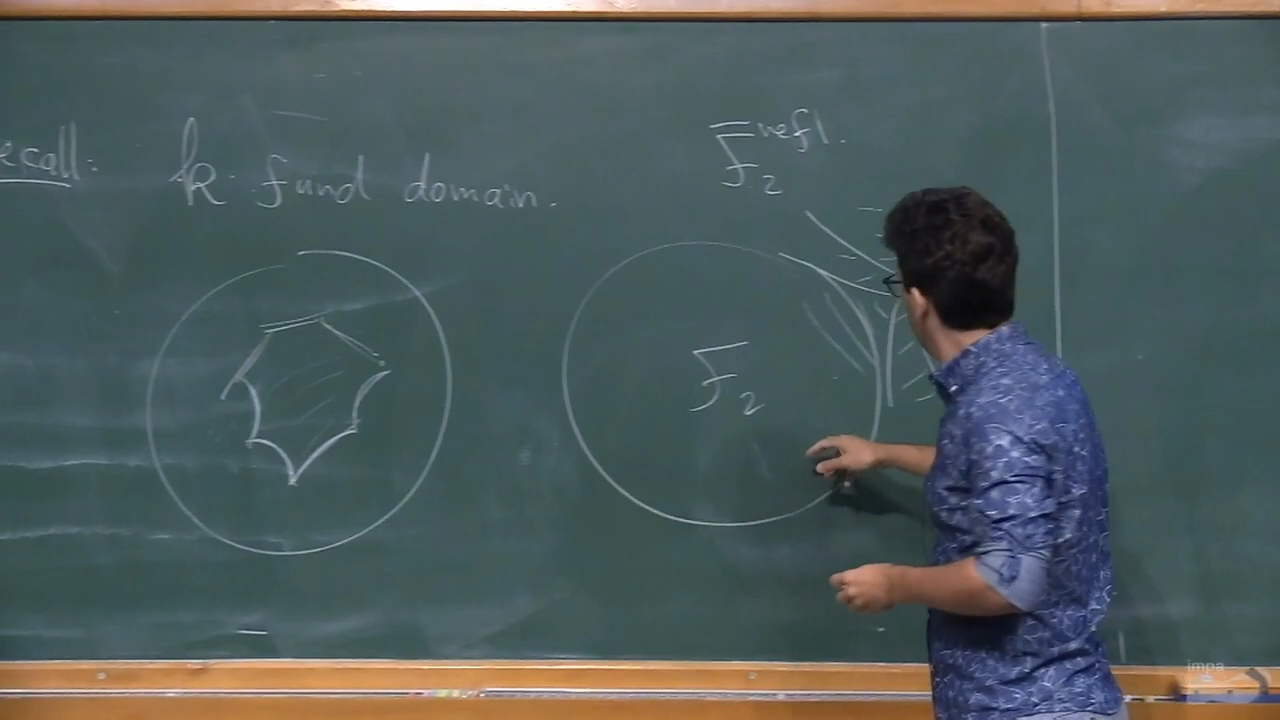 ecall: k fund domain.
F₂ refl.
F₂
impa